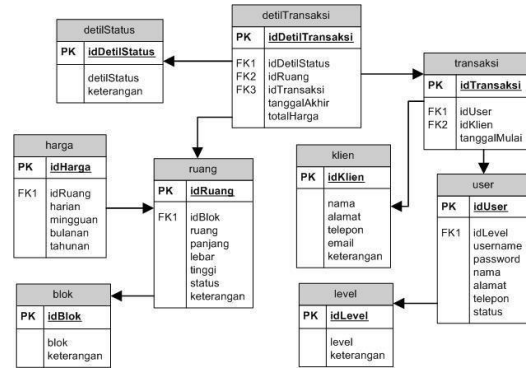 detilStatus
PK idDetilStatus
detilStatus
keterangan
detilTransaksi
PK idDetilTransaksi
FK1 idDetilStatus
FK2 idRuang
FK3 idTransaksi
tanggalAkhir
totalHarga
transaksi
PK idTransaksi
FK1 idUser
FK2 idKlien
tanggalMulai
harga
PK idHarga
FK1 idRuang
harian
mingguan
bulanan
tahunan
ruang
PK idRuang
FK1 idBlok
ruang
panjang
lebar
tinggi
status
keterangan
klien
PK idKlien
nama
alamat
telepon
email
keterangan
user
PK idUser
FK1 idLevel
username
password
nama
alamat
telepon
status
blok
PK idBlok
blok
keterangan
level
PK idLevel
level
keterangan